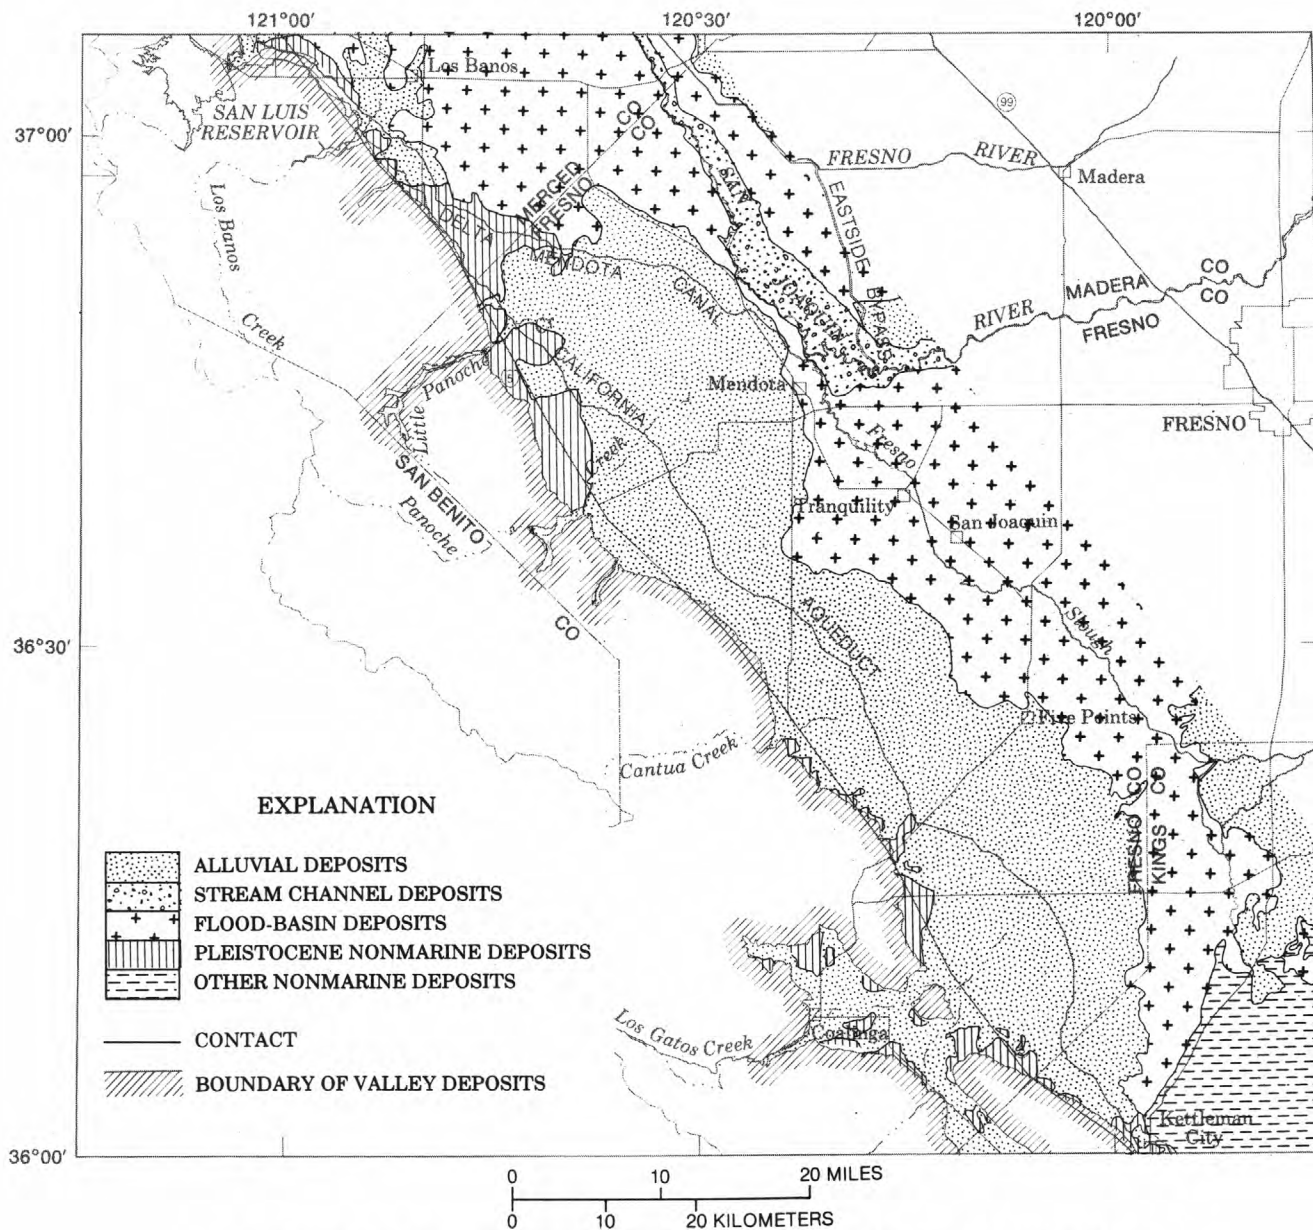 121°00′
120°30′
120°00′
37°00′
36°30′
36°00′
Los Banos
SAN LUIS
RESERVOIR
MERCED CO
FRESNO CO
99
FRESNO RIVER
Madera
Los Banos
Creek
DELTA
MENDOTA
CANAL
SAN
JOAQUIN
EASTSIDE BYPASS
RIVER
MADERA CO
FRESNO CO
CALIFORNIA
AQUEDUCT
Little Panoche
5
Creek
Mendota
Fresno
Slough
FRESNO
SAN BENITO
CO
Panoche
Tranquility
San Joaquin
Five Points
Cantua Creek
FRESNO CO
KINGS CO
Los Gatos Creek
Coalinga
Kettleman
City
EXPLANATION
ALLUVIAL DEPOSITS
STREAM CHANNEL DEPOSITS
FLOOD-BASIN DEPOSITS
PLEISTOCENE NONMARINE DEPOSITS
OTHER NONMARINE DEPOSITS
CONTACT
BOUNDARY OF VALLEY DEPOSITS
0 10 20 MILES
0 10 20 KILOMETERS